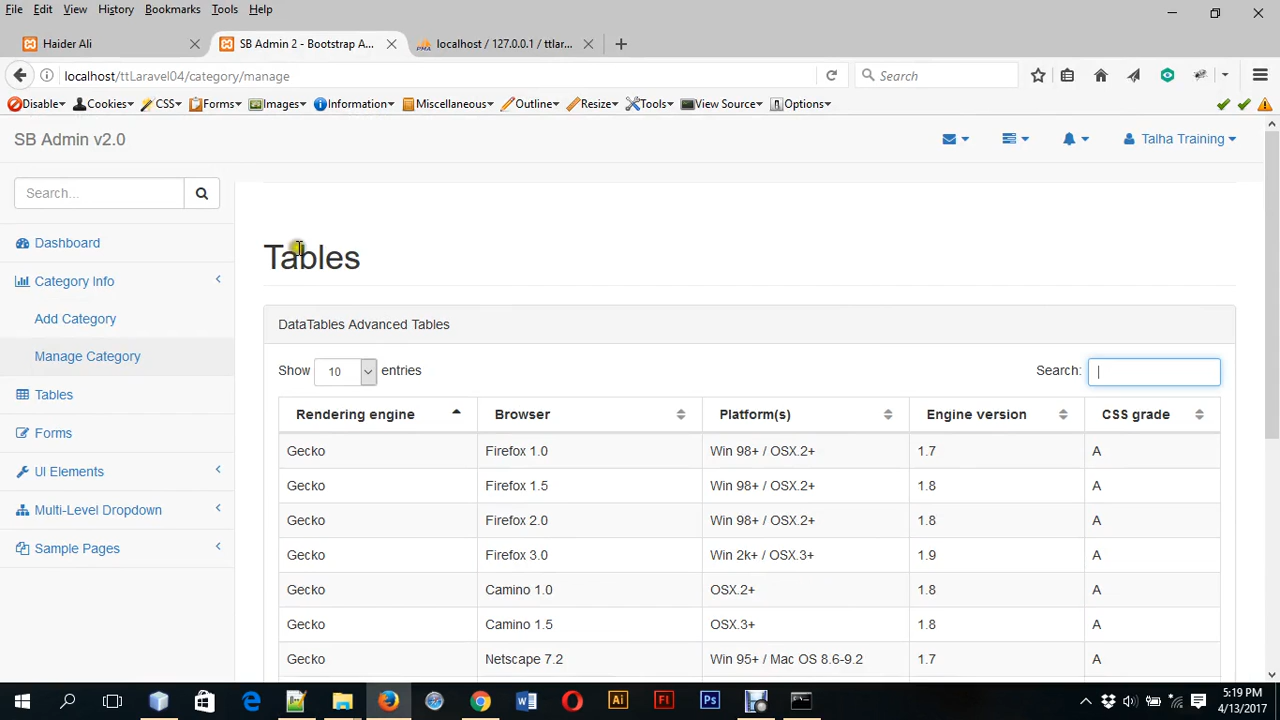 File Edit View History Bookmarks Tools Help
Haider Ali
SB Admin 2 - Bootstrap A...
localhost / 127.0.0.1 / ttlar...
localhost/ttLaravel04/category/manage
Search
Disable Cookies CSS Forms Images Information Miscellaneous Outline Resize Tools View Source Options
SB Admin v2.0
Talha Training
Search...
Dashboard
Category Info
Add Category
Manage Category
Tables
Forms
UI Elements
Multi-Level Dropdown
Sample Pages
Tables
DataTables Advanced Tables
Show 10 entries
Search:
Rendering engine Browser Platform(s) Engine version CSS grade
Gecko Firefox 1.0 Win 98+ / OSX.2+ 1.7 A
Gecko Firefox 1.5 Win 98+ / OSX.2+ 1.8 A
Gecko Firefox 2.0 Win 98+ / OSX.2+ 1.8 A
Gecko Firefox 3.0 Win 2k+ / OSX.3+ 1.9 A
Gecko Camino 1.0 OSX.2+ 1.8 A
Gecko Camino 1.5 OSX.3+ 1.8 A
Gecko Netscape 7.2 Win 95+ / Mac OS 8.6-9.2 1.7 A
5:19 PM
4/13/2017